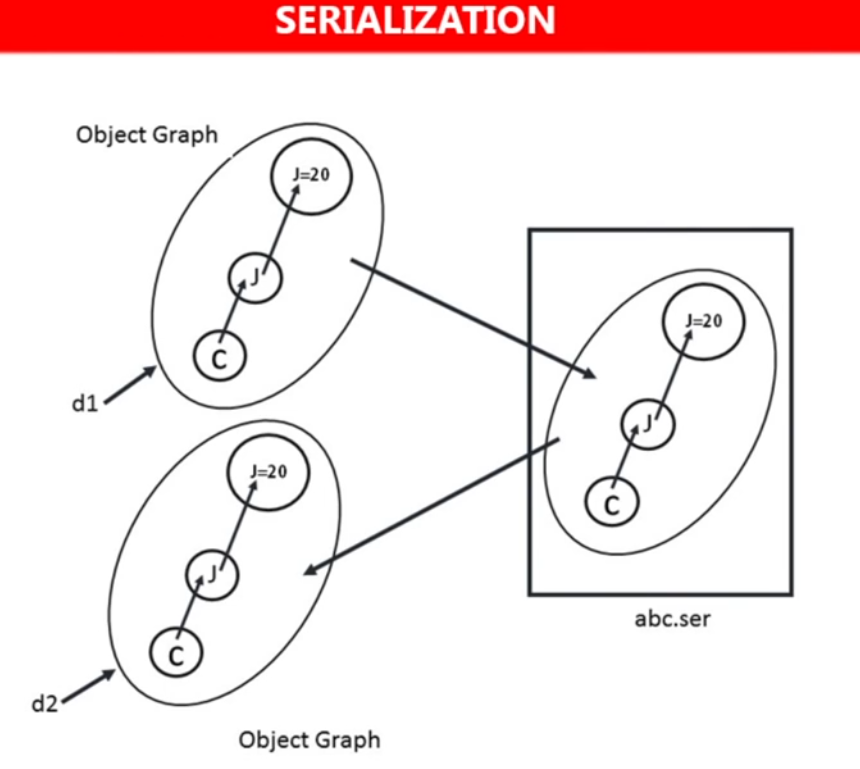 SERIALIZATION
Object Graph
J=20
J
C
d1
J=20
J
C
abc.ser
J=20
J
C
d2
Object Graph